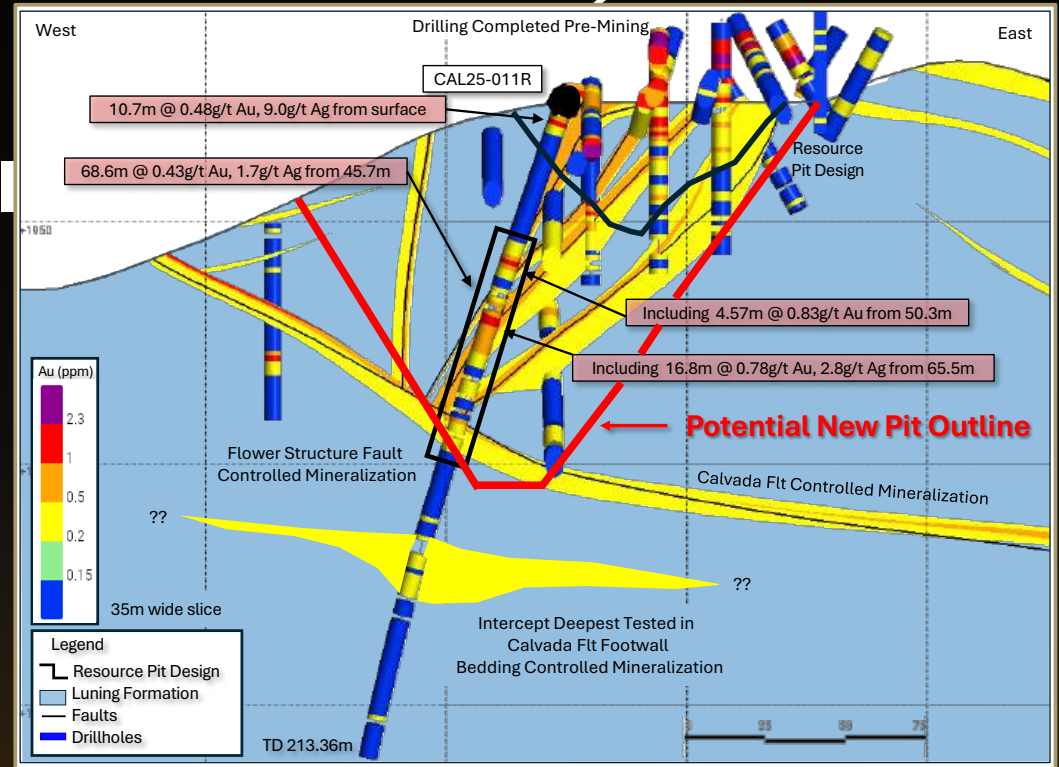 West
Drilling Completed Pre-Mining
East
CAL25-011R
10.7m @ 0.48g/t Au, 9.0g/t Ag from surface
68.6m @ 0.43g/t Au, 1.7g/t Ag from 45.7m
Resource
Pit Design
Including 4.57m @ 0.83g/t Au from 50.3m
Including 16.8m @ 0.78g/t Au, 2.8g/t Ag from 65.5m
Potential New Pit Outline
Flower Structure Fault
Controlled Mineralization
Calvada Flt Controlled Mineralization
??
??
Intercept Deepest Tested in
Calvada Flt Footwall
Bedding Controlled Mineralization
Au (ppm)
2.3
1
0.5
0.2
0.15
35m wide slice
Legend
Resource Pit Design
Luning Formation
Faults
Drillholes
TD 213.36m